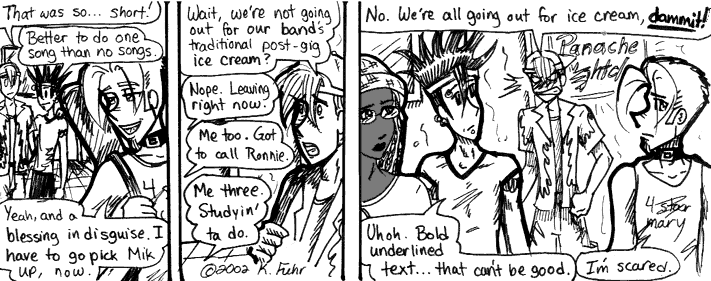 That was so... short!
Better to do one
song than no songs.
Yeah, and a
blessing in disguise. I
have to go pick Mik
up, now.
Wait, we're not going
out for our band's
traditional post-gig
ice cream?
Nope. Leaving
right now.
Me too. Got
to call Ronnie.
Me three.
Studyin'
ta do.
©2002 K. Fuhr
No. We're all going out for ice cream, dammit!
Panache
Uhoh. Bold
underlined
text... that can't be good.
4 star
mary
I'm scared.
4